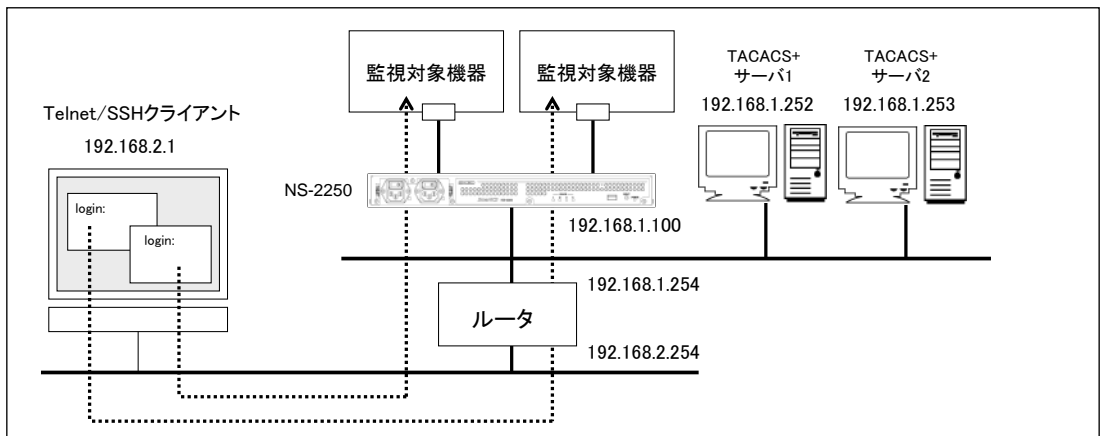 監視対象機器
監視対象機器
TACACS+
サーバ1
192.168.1.252
TACACS+
サーバ2
192.168.1.253
Telnet/SSHクライアント
192.168.2.1
login:
login:
NS-2250
192.168.1.100
192.168.1.254
ルータ
192.168.2.254